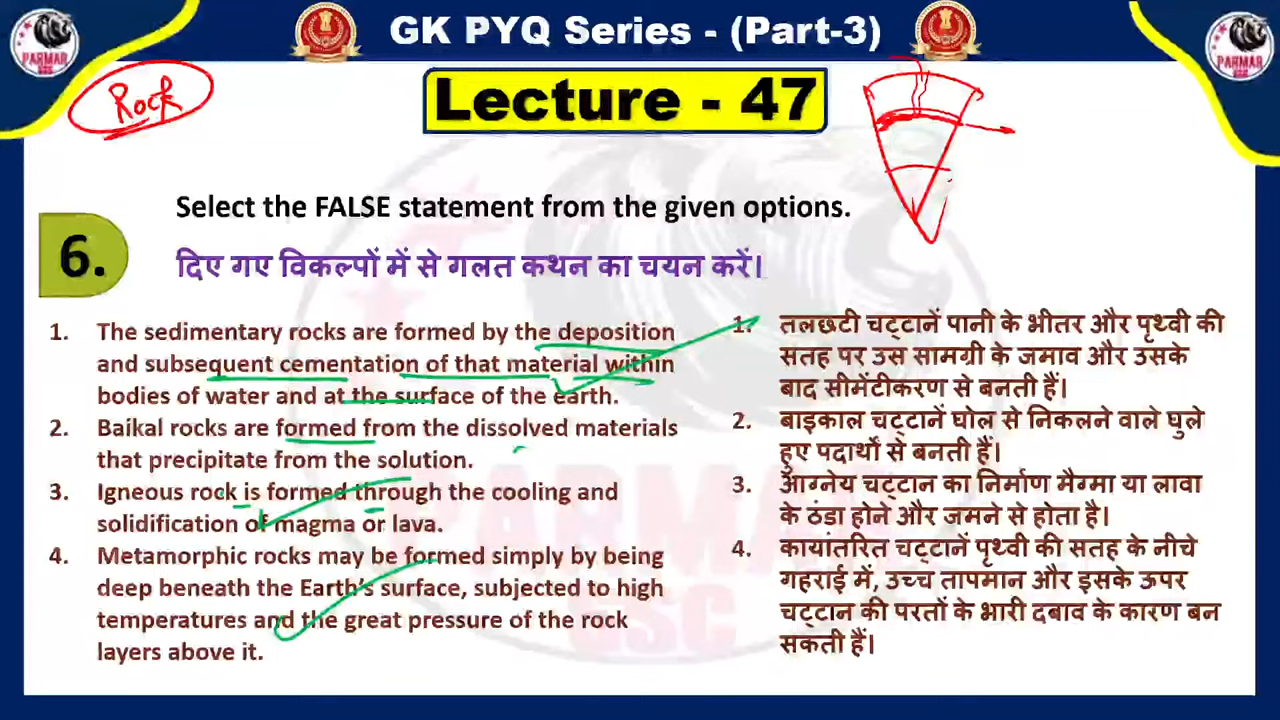 PARMAR
SSC
GK PYQ Series - (Part-3)
PARMAR
SSC
Rock
Lecture - 47
6.
Select the FALSE statement from the given options.
दिए गए विकल्पों में से गलत कथन का चयन करें।
1. The sedimentary rocks are formed by the deposition
and subsequent cementation of that material within
bodies of water and at the surface of the earth.
2. Baikal rocks are formed from the dissolved materials
that precipitate from the solution.
3. Igneous rock is formed through the cooling and
solidification of magma or lava.
4. Metamorphic rocks may be formed simply by being
deep beneath the Earth's surface, subjected to high
temperatures and the great pressure of the rock
layers above it.
1. तलछटी चट्टानें पानी के भीतर और पृथ्वी की
सतह पर उस सामग्री के जमाव और उसके
बाद सीमेंटीकरण से बनती हैं।
2. बाइकाल चट्टानें घोल से निकलने वाले घुले
हुए पदार्थों से बनती हैं।
3. आग्नेय चट्टान का निर्माण मैग्मा या लावा
के ठंडा होने और जमने से होता है।
4. कायांतरित चट्टानें पृथ्वी की सतह के नीचे
गहराई में, उच्च तापमान और इसके ऊपर
चट्टान की परतों के भारी दबाव के कारण बन
सकती हैं।
PARMAR
SSC